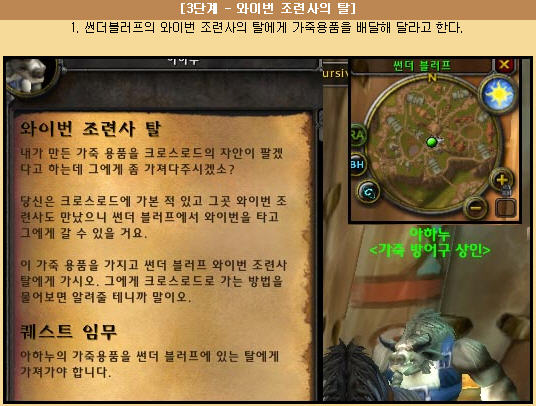 [3단계 - 와이번 조련사의 탈]
1. 썬더블러프의 와이번 조련사의 탈에게 가죽용품을 배달해 달라고 한다.
아하누
썬더 블러프
N
와이번 조련사 탈
내가 만든 가죽 용품을 크로스로드의 자안이 팔겠
다고 하는데 그에게 좀 가져다주시겠소?
당신은 크로스로드에 가본 적 있고 그곳 와이번 조
련사도 만났으니 썬더 블러프에서 와이번을 타고
그에게 갈 수 있을 거요.
이 가죽 용품을 가지고 썬더 블러프 와이번 조련사
탈에게 가시오. 그에게 크로스로드로 가는 방법을
물어보면 알려줄 테니까 말이오.
퀘스트 임무
아하누의 가죽용품을 썬더 블러프에 있는 탈에게
가져가야 합니다.
RA
BH
아하누
<가죽 방어구 상인>